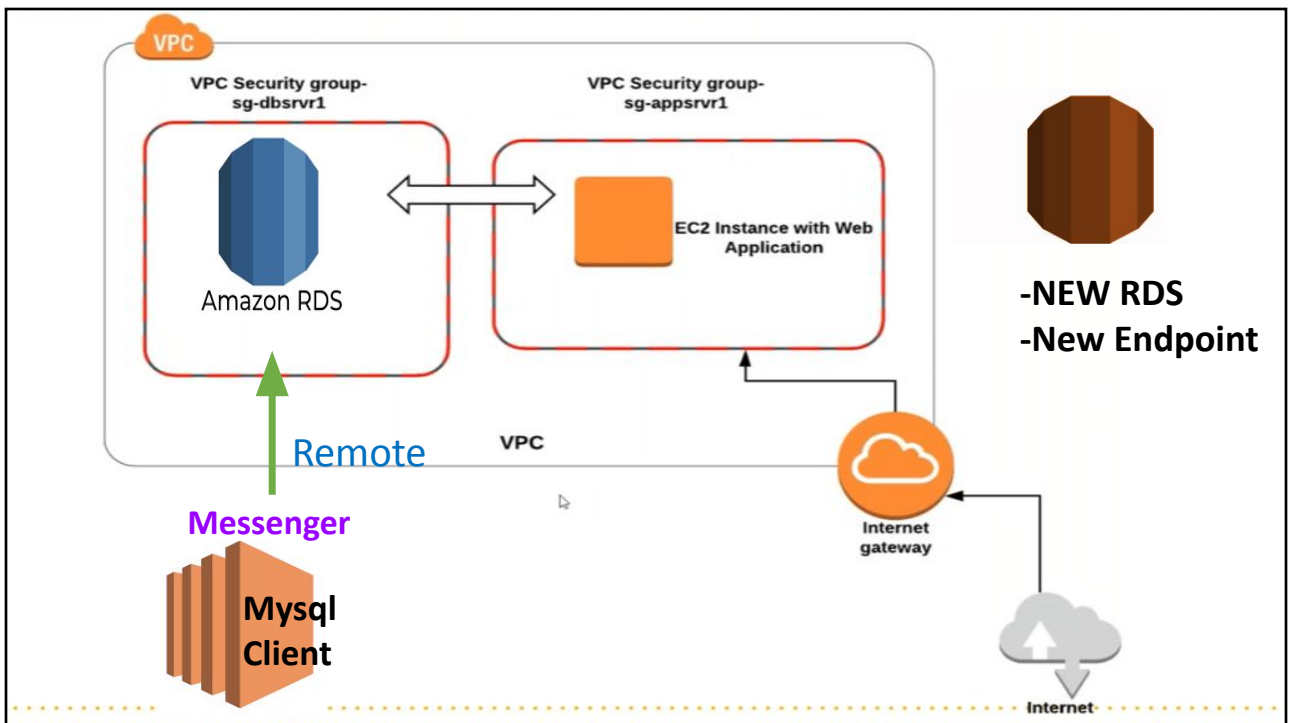 VPC
VPC Security group-
sg-dbsrvr1
VPC Security group-
sg-appsrvr1
Amazon RDS
EC2 Instance with Web
Application
-NEW RDS
-New Endpoint
Remote
VPC
Messenger
Mysql
Client
Internet
gateway
Internet